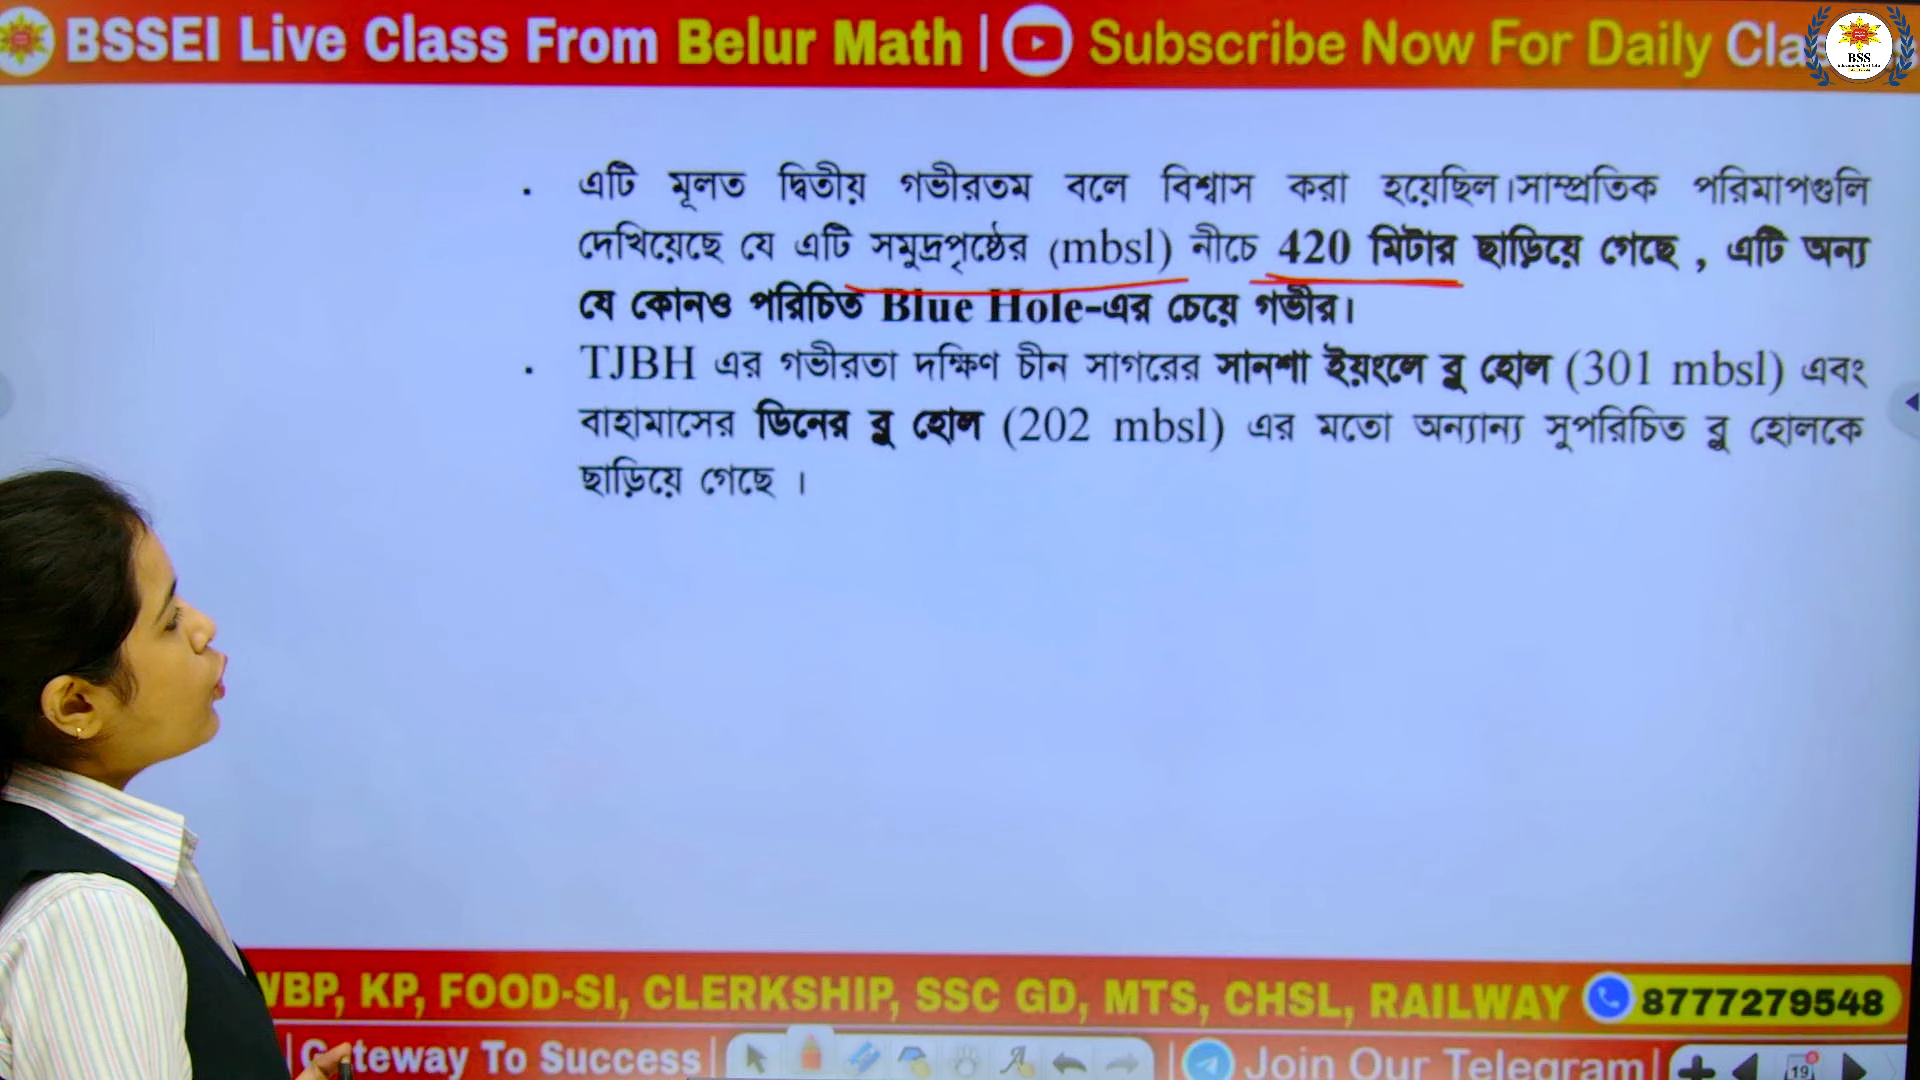 BSSEI Live Class From Belur Math | Subscribe Now For Daily Cla
BSS
• এটি মূলত দ্বিতীয় গভীরতম বলে বিশ্বাস করা হয়েছিল।সাম্প্রতিক পরিমাপগুলি
দেখিয়েছে যে এটি সমুদ্রপৃষ্ঠের (mbsl) নীচে 420 মিটার ছাড়িয়ে গেছে , এটি অন্য
যে কোনও পরিচিত Blue Hole-এর চেয়ে গভীর।
• TJBH এর গভীরতা দক্ষিণ চীন সাগরের সানশা ইয়ংলে ব্লু হোল (301 mbsl) এবং
বাহামাসের ডিনের ব্লু হোল (202 mbsl) এর মতো অন্যান্য সুপরিচিত ব্লু হোলকে
ছাড়িয়ে গেছে ।
WBP, KP, FOOD-SI, CLERKSHIP, SSC GD, MTS, CHSL, RAILWAY 8777279548
| Gateway To Success | Join Our Telegram |
19